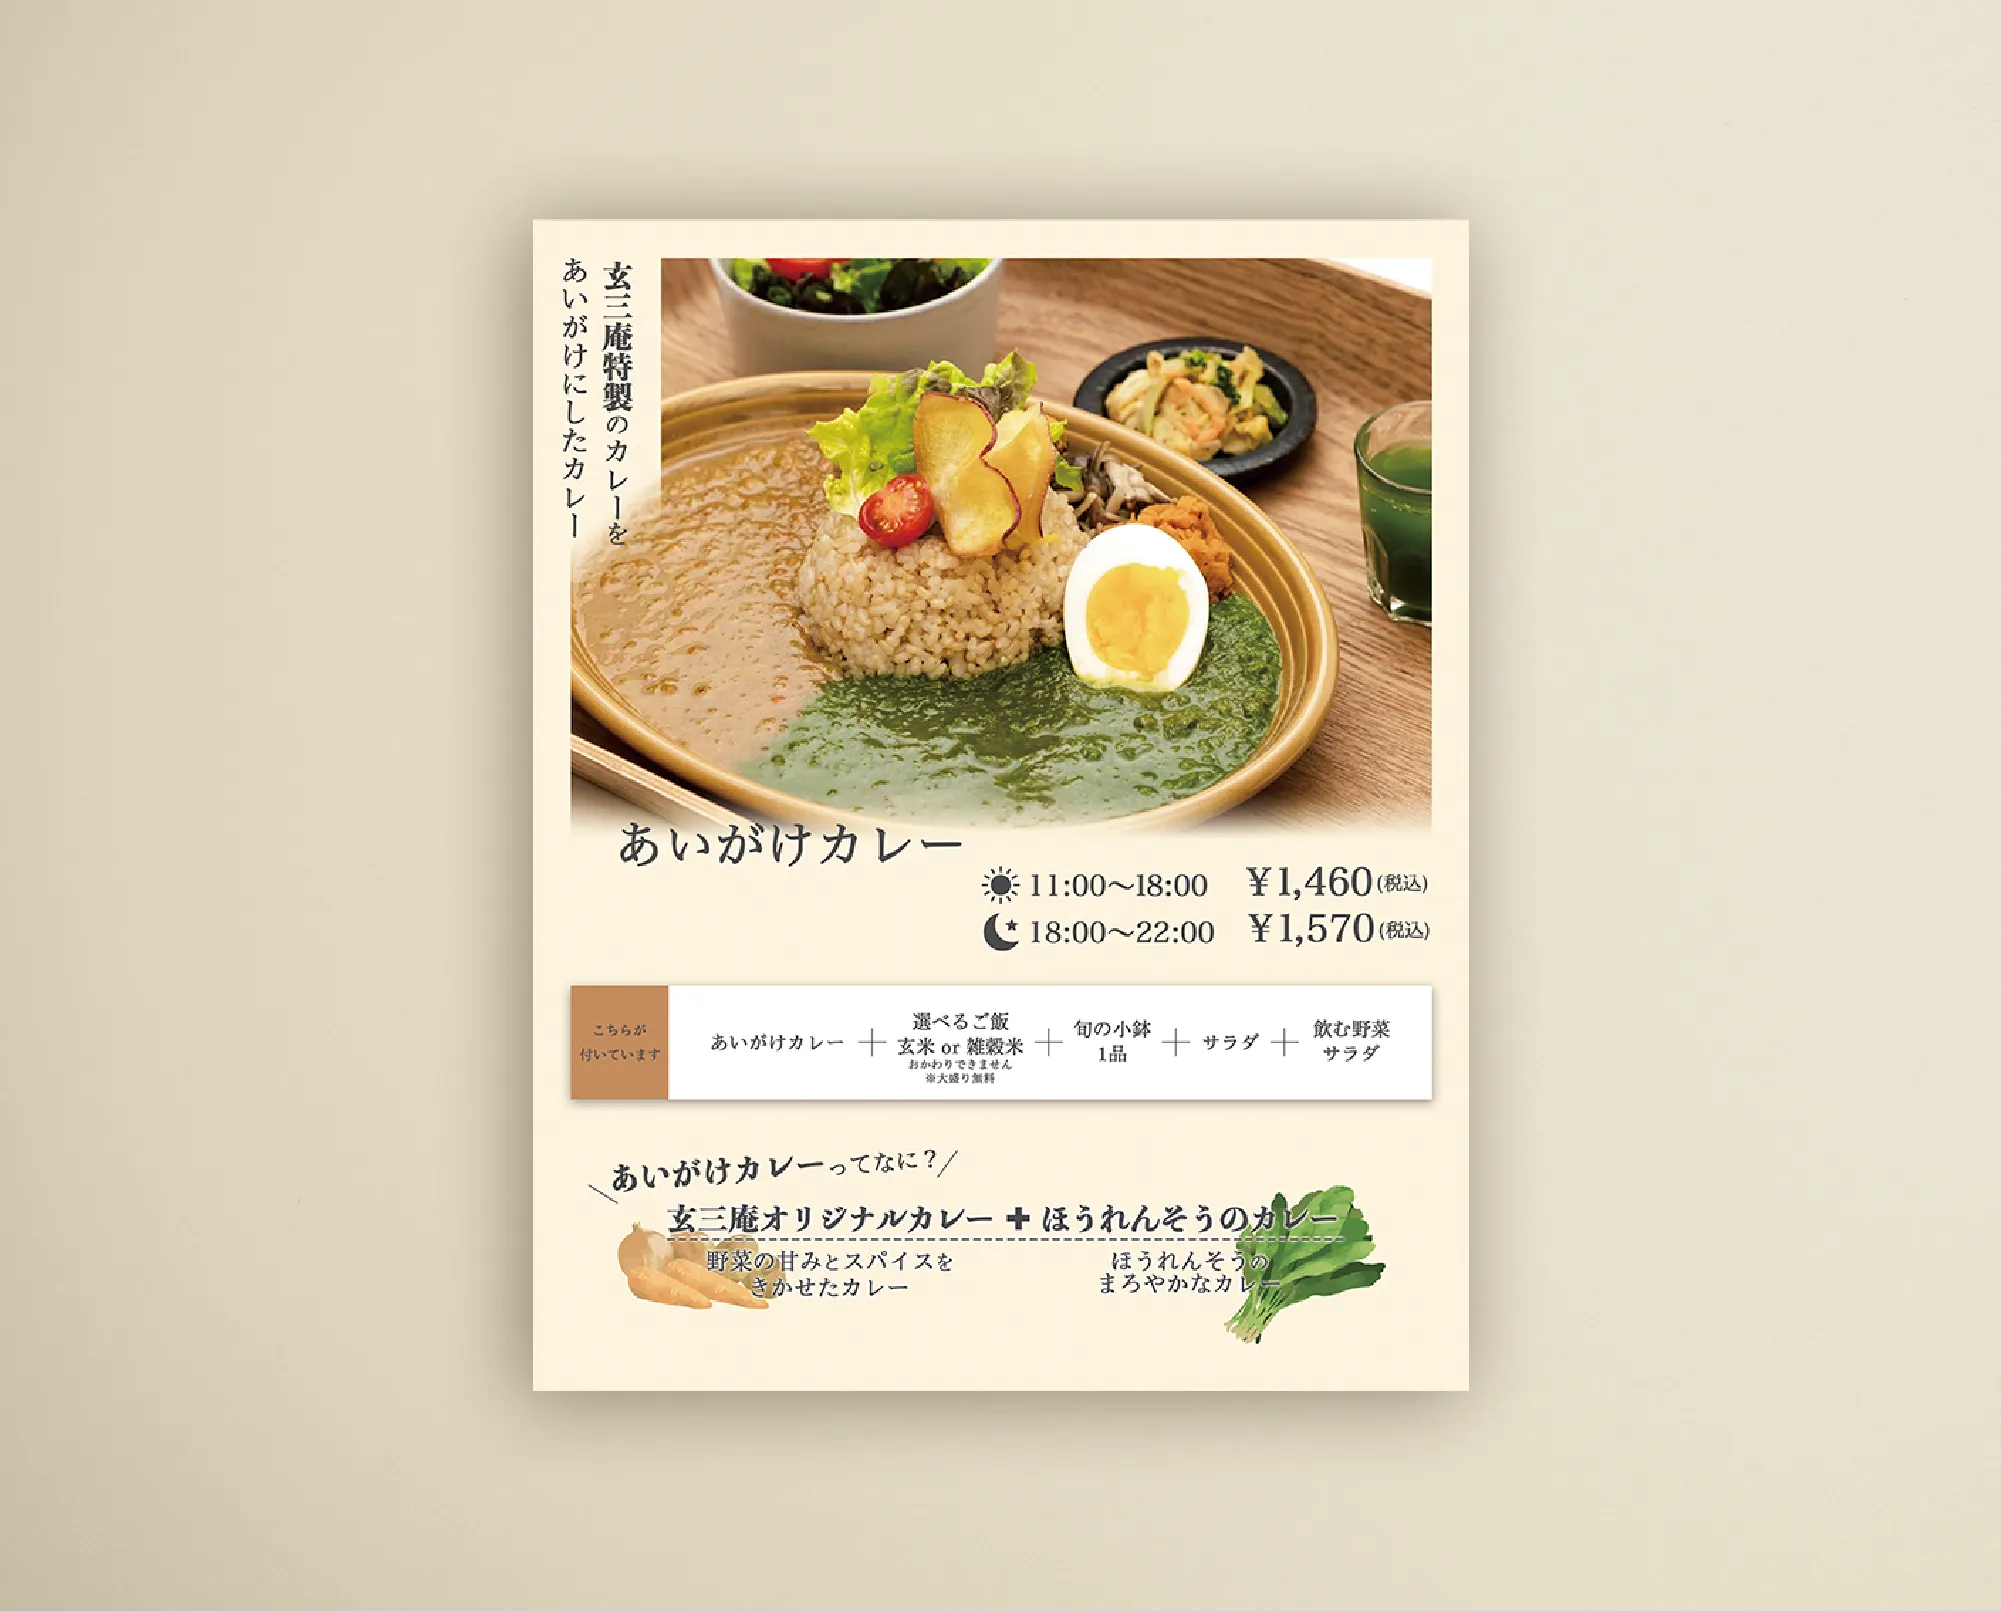 玄三庵特製のカレーを
あいがけにしたカレー
あいがけカレー
11:00～18:00 ￥1,460(税込)
18:00～22:00 ￥1,570(税込)
こちらが
付いています
あいがけカレー
＋
選べるご飯
玄米 or 雑穀米
おかわりできません
※大盛り無料
＋
旬の小鉢
1品
＋
サラダ
＋
飲む野菜
サラダ
＼あいがけカレーってなに？／
玄三庵オリジナルカレー ＋ ほうれんそうのカレー
野菜の甘みとスパイスを
きかせたカレー
ほうれんそうの
まろやかなカレー